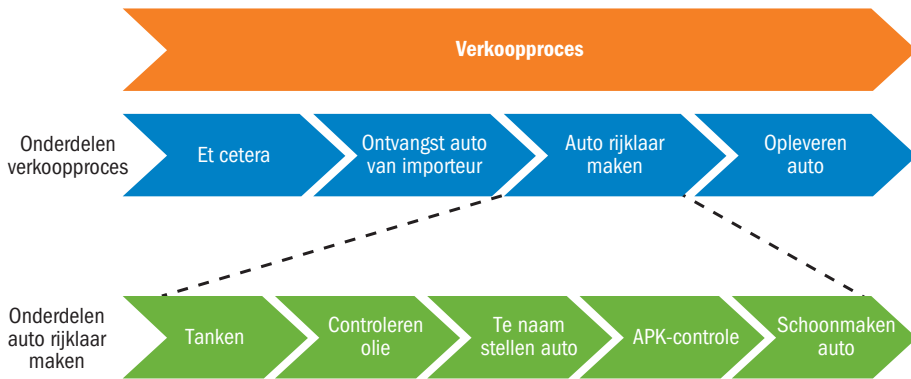 Verkoopproces
Onderdelen
verkoopproces
Et cetera
Ontvangst auto
van importeur
Auto rijklaar
maken
Opleveren
auto
Onderdelen
auto rijklaar
maken
Tanken
Controleren
olie
Te naam
stellen auto
APK-controle
Schoonmaken
auto